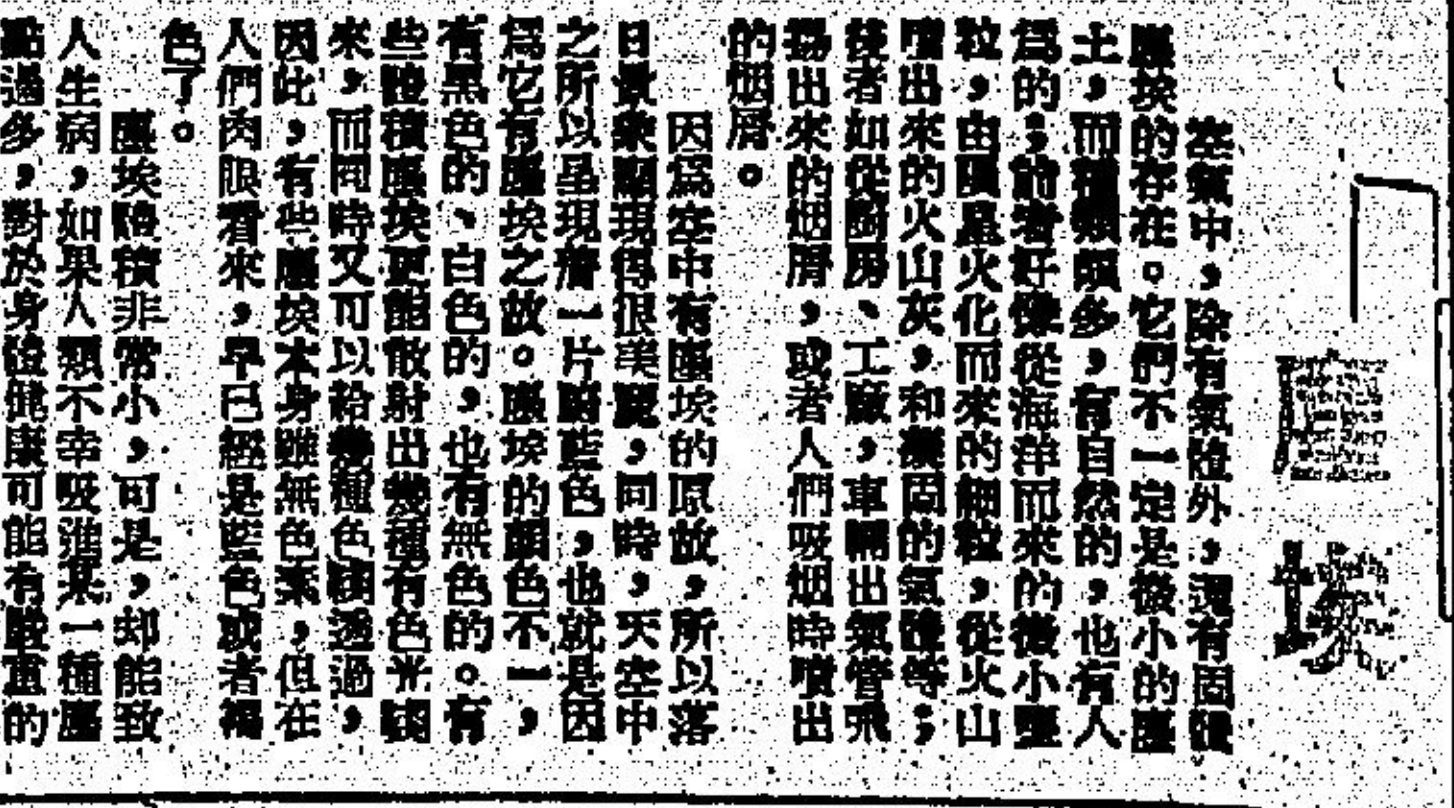 塵埃
空氣中，除有氣體外，還有固體
塵埃的存在。它們不一定是微小的塵
土，而種類頗多，有自然的，也有人
為的；前者好像從海洋而來的微小鹽
粒，由隕星火化而來的細粒，從火山
噴出來的火山灰，和凝固的氣體等；
後者如從廚房、工廠，車輛出氣管飛
揚出來的烟屑，或者人們吸烟時噴出
的烟屑。
因為空中有塵埃的原故，所以落
日景象顯現得很美麗，同時，天空中
之所以呈現着一片蔚藍色，也就是因
為它有塵埃之故。塵埃的顏色不一，
有黑色的、白色的，也有無色的。有
些體積塵埃更能散射出幾種有色光線
來，而同時又可以給幾種色線透過，
因此，有些塵埃本身雖無色素，但在
人們肉眼看來，早已經是藍色或者褐
色了。
塵埃體積非常小，可是，却能致
人生病，如果人類不幸吸進某一種塵
點過多，對於身體健康可能有嚴重的